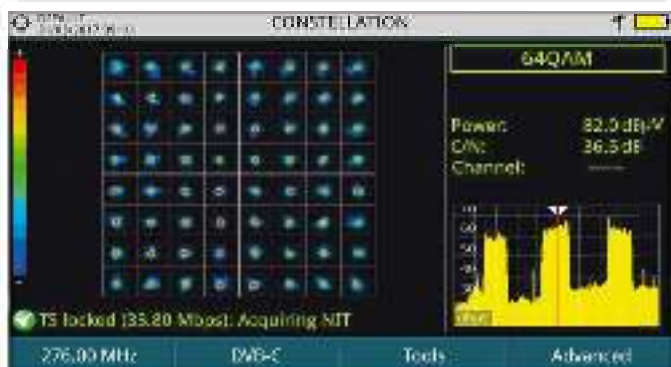 CONSTELLATION
64QAM
Power: 82.0 dBµV
C/N: 36.5 dB
Channel: -----
TS locked (35.80 Mbps). Acquiring NIT
276.00 MHz DVB-C Tools Advanced